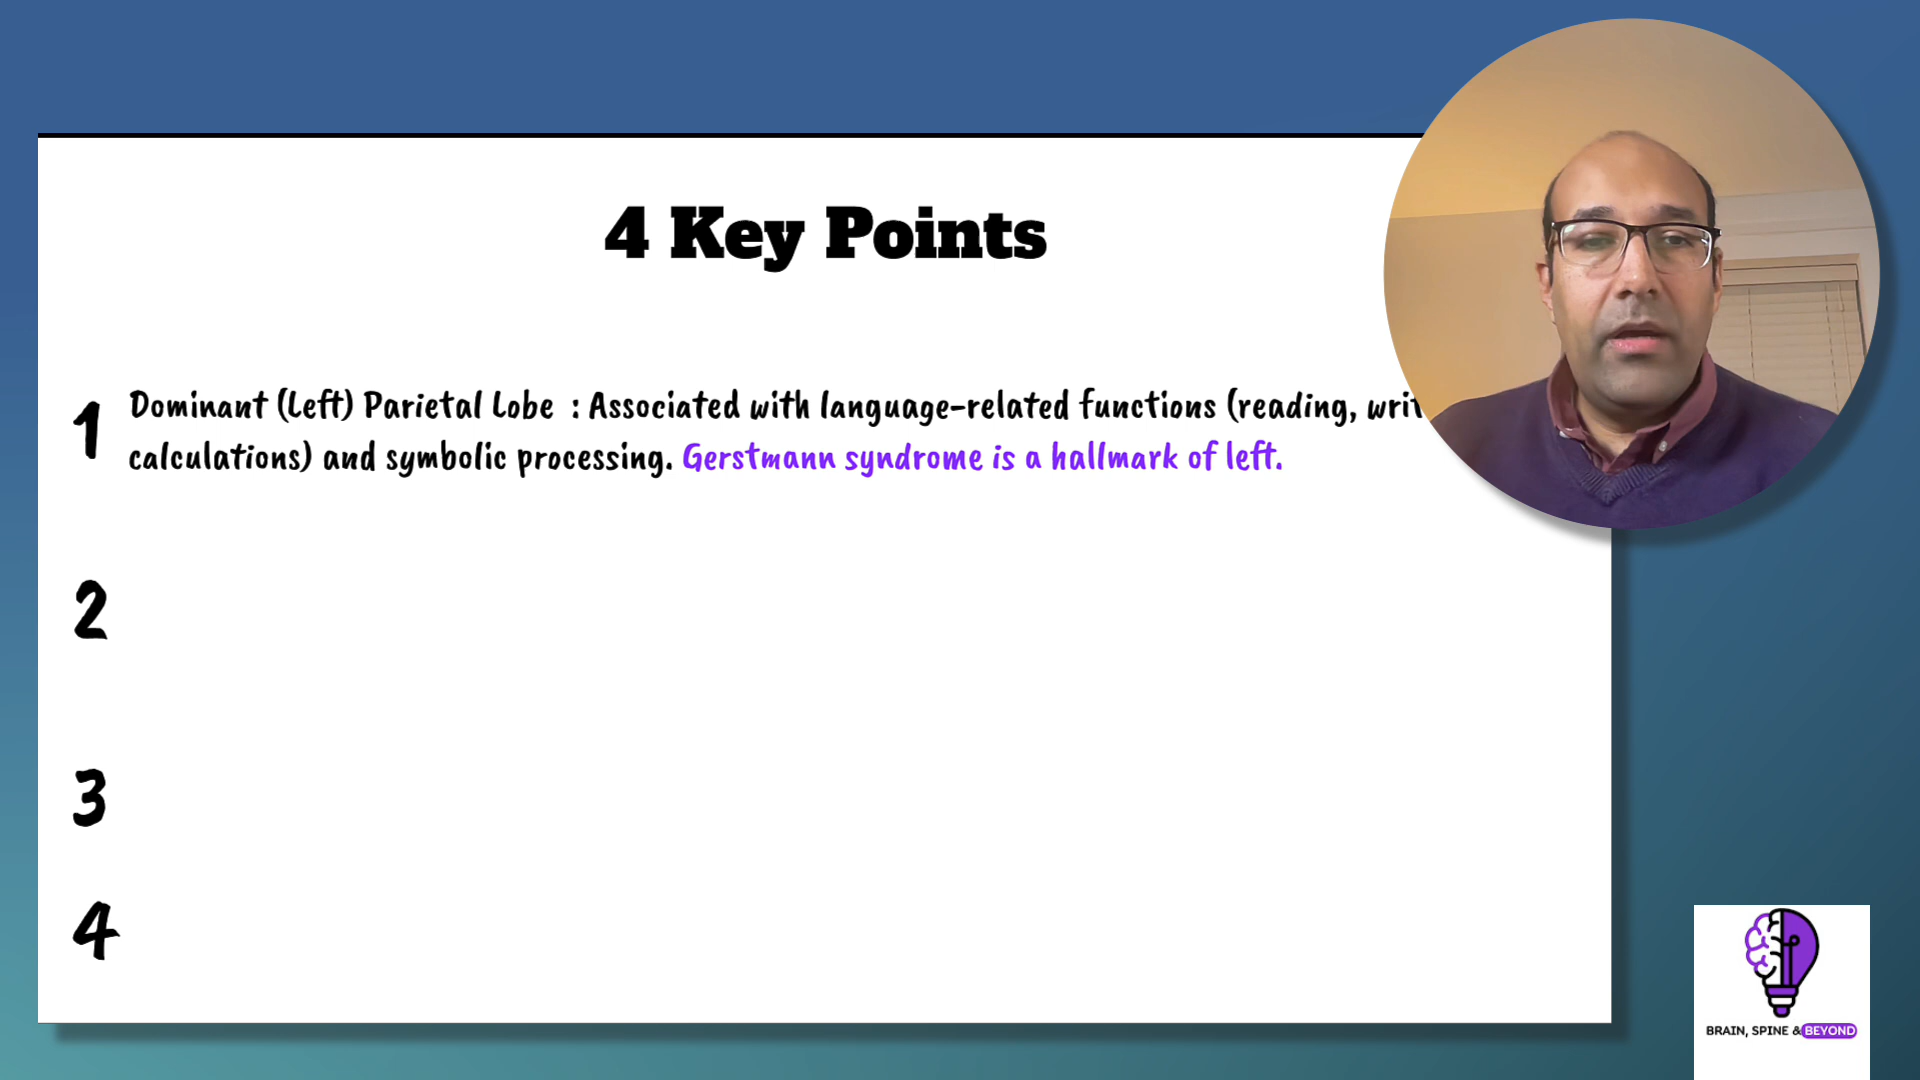 4 Key Points
1 Dominant (Left) Parietal Lobe : Associated with language-related functions (reading,
calculations) and symbolic processing. Gerstmann syndrome is a hallmark of left.
2
3
4
BRAIN, SPINE & BEYOND